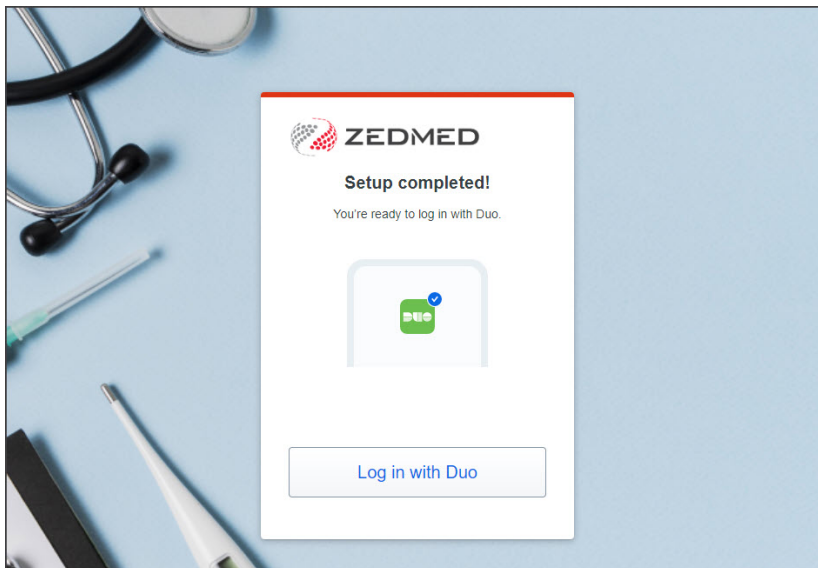 ZEDMED
Setup completed!
You're ready to log in with Duo.
DUO
Log in with Duo